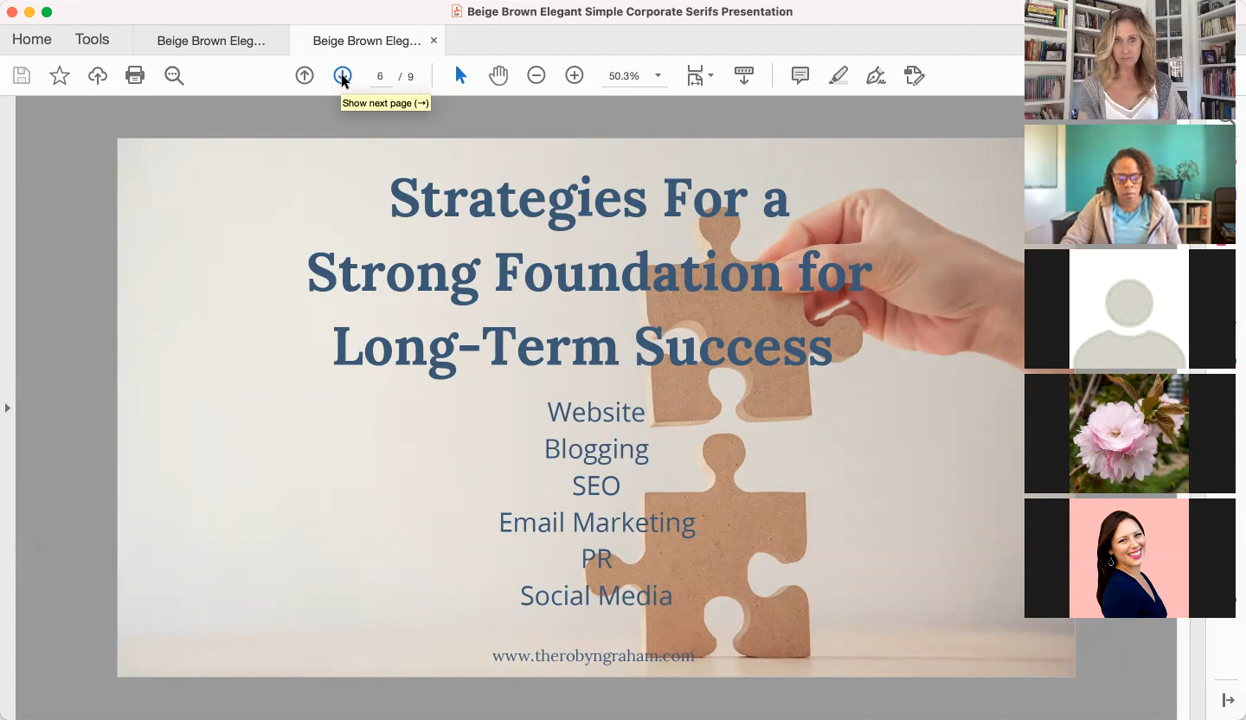 Beige Brown Elegant Simple Corporate Serifs Presentation
Home
Tools
Beige Brown Eleg...
Beige Brown Eleg...
6 / 9
50.3%
Show next page (→)
Strategies For a
Strong Foundation for
Long-Term Success
Website
Blogging
SEO
Email Marketing
PR
Social Media
www.therobyngraham.com